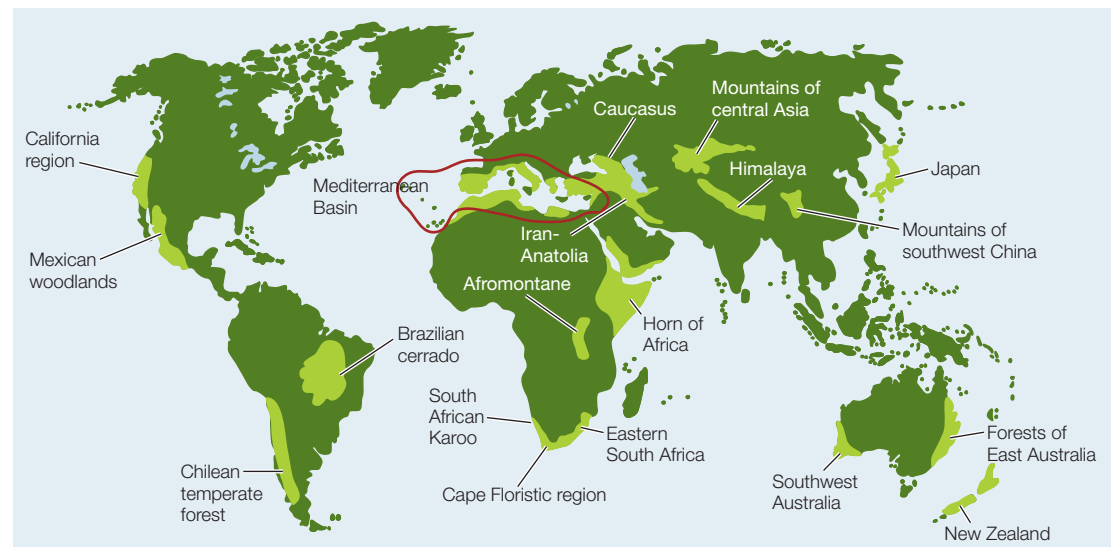 Mountains of
central Asia
Caucasus
California
region
Himalaya
Japan
Mediterranean
Basin
Iran-
Anatolia
Mountains of
southwest China
Mexican
woodlands
Afromontane
Horn of
Africa
Brazilian
cerrado
South
African
Karoo
Eastern
South Africa
Forests of
East Australia
Chilean
temperate
forest
Southwest
Australia
Cape Floristic region
New Zealand